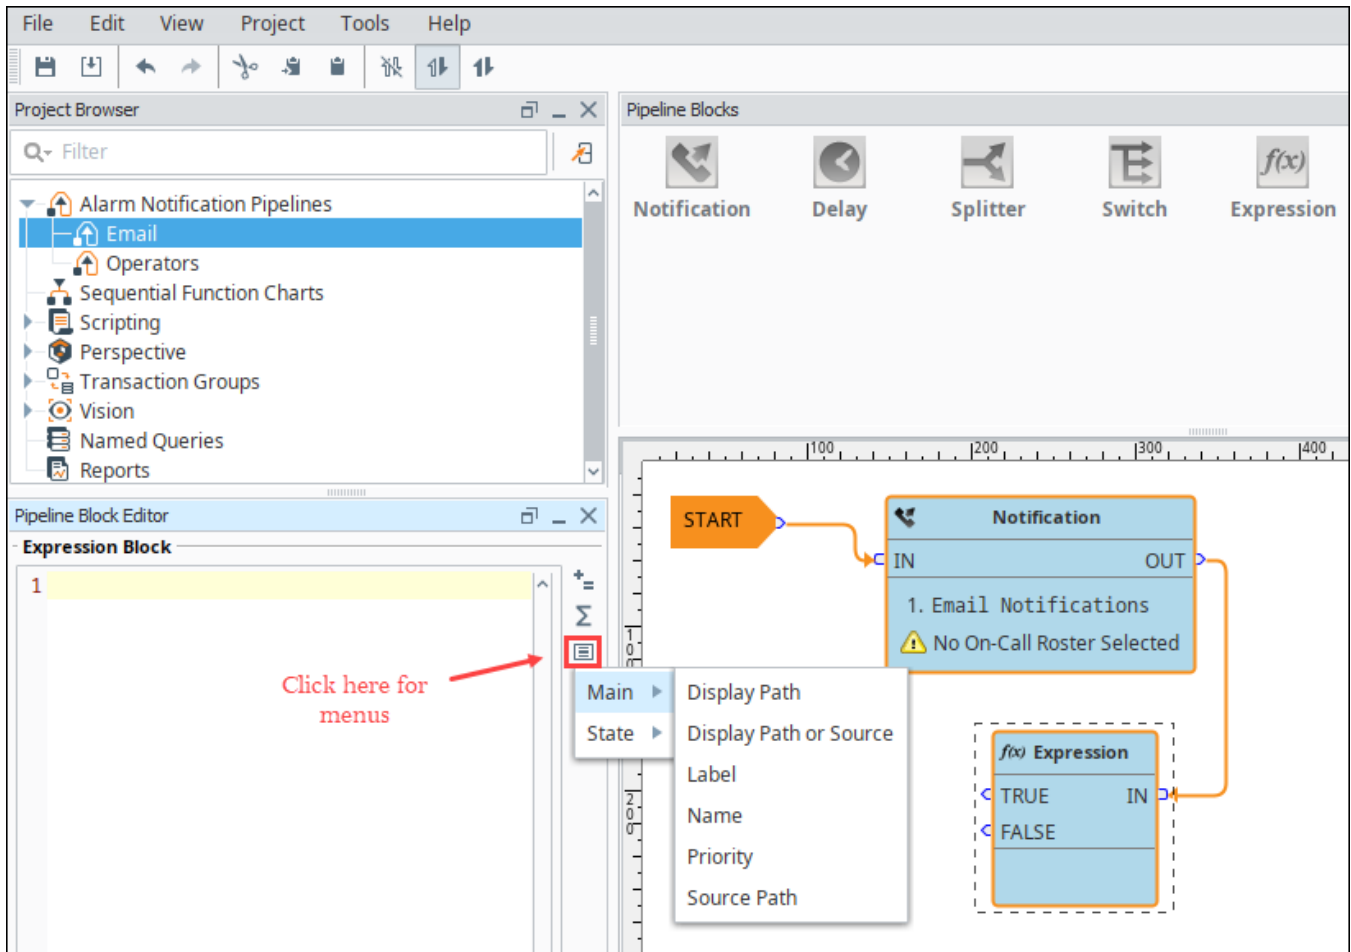 File Edit View Project Tools Help
Project Browser
Filter
Alarm Notification Pipelines
Email
Operators
Sequential Function Charts
Scripting
Perspective
Transaction Groups
Vision
Named Queries
Reports
Pipeline Blocks
Notification Delay Splitter Switch f(x) Expression
Pipeline Block Editor
Expression Block
1
Click here for
menus
Main
State
Display Path
Display Path or Source
Label
Name
Priority
Source Path
100 200 300 400
100
200
START
Notification
IN OUT
1. Email Notifications
No On-Call Roster Selected
f(x) Expression
TRUE IN
FALSE